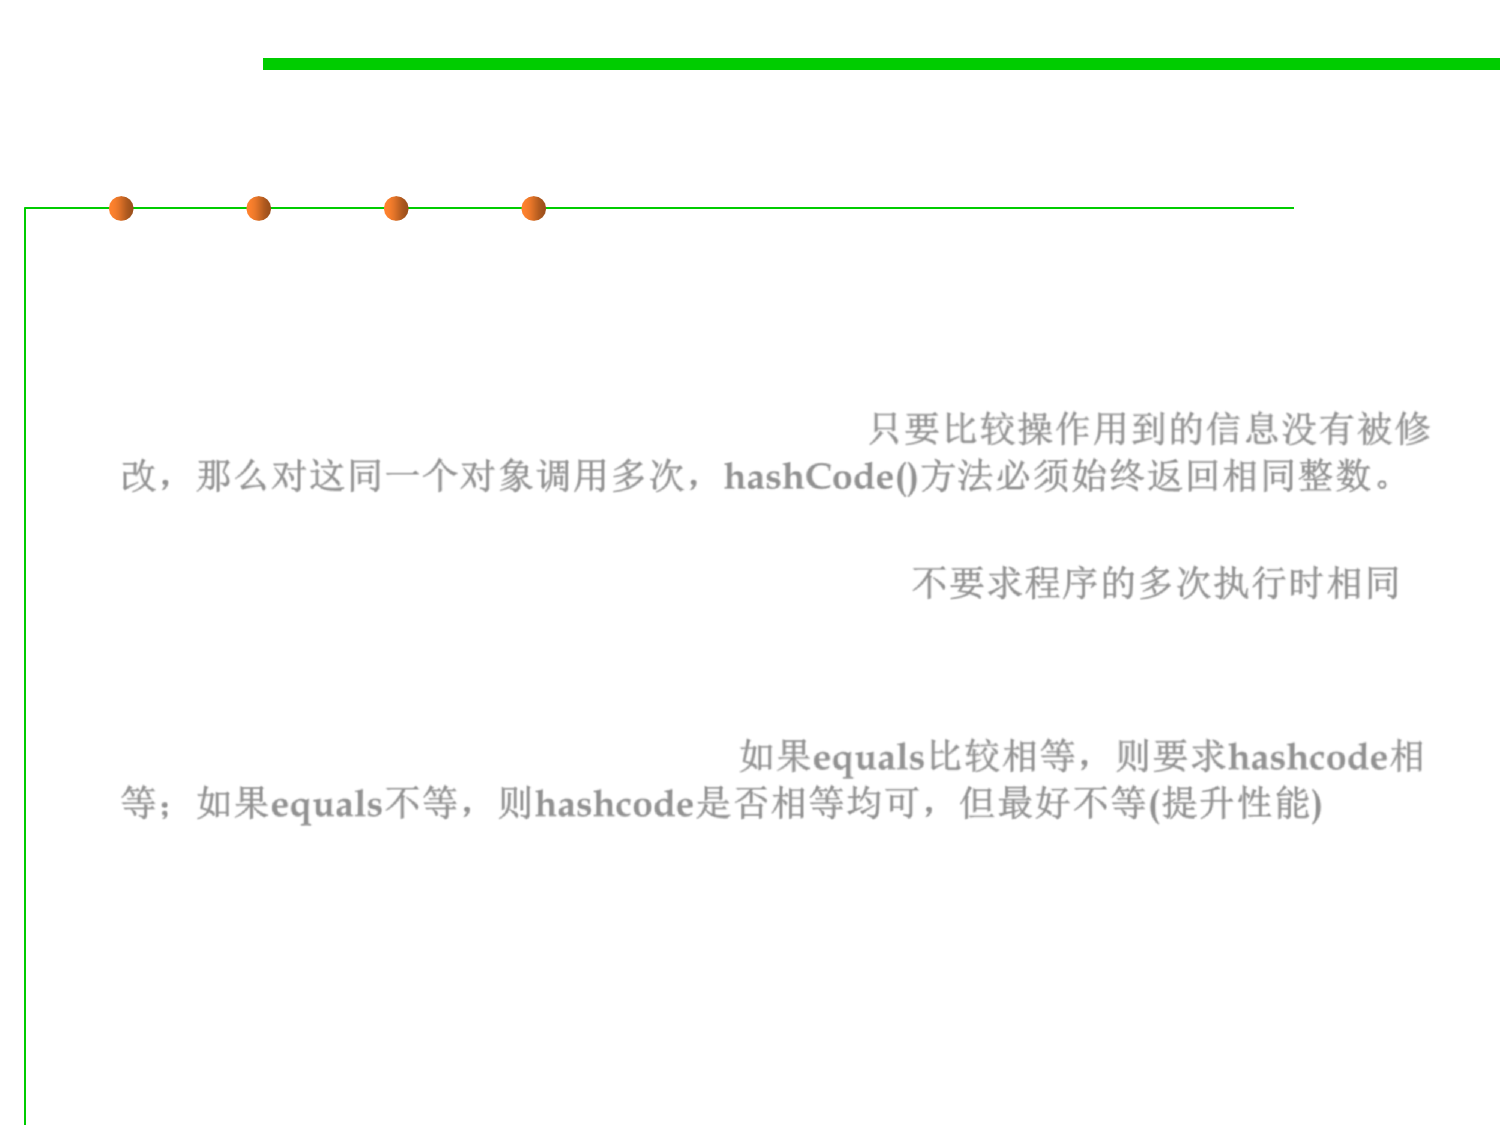 只要比较操作用到的信息没有被修
改，那么对这同一个对象调用多次，hashCode()方法必须始终返回相同整数。
不要求程序的多次执行时相同
如果equals比较相等，则要求hashcode相
等；如果equals不等，则hashcode是否相等均可，但最好不等(提升性能)